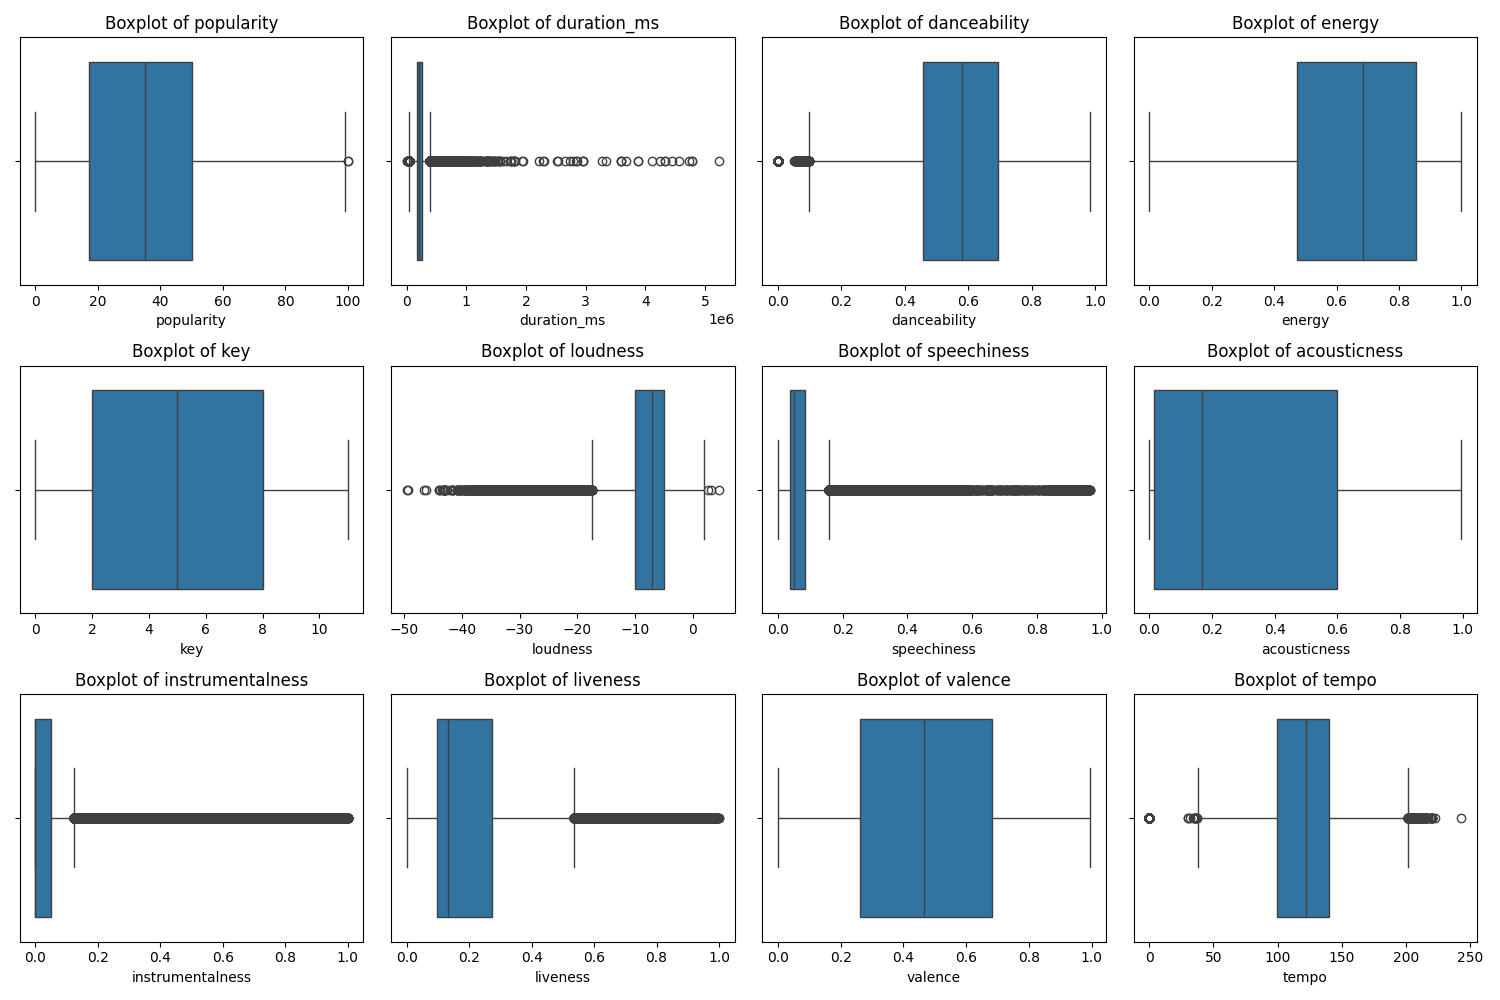 Boxplot of popularity
0 20 40 60 80 100
popularity
Boxplot of duration_ms
0 1 2 3 4 5
1e6
duration_ms
Boxplot of danceability
0.0 0.2 0.4 0.6 0.8 1.0
danceability
Boxplot of energy
0.0 0.2 0.4 0.6 0.8 1.0
energy
Boxplot of key
0 2 4 6 8 10
key
Boxplot of loudness
−50 −40 −30 −20 −10 0
loudness
Boxplot of speechiness
0.0 0.2 0.4 0.6 0.8 1.0
speechiness
Boxplot of acousticness
0.0 0.2 0.4 0.6 0.8 1.0
acousticness
Boxplot of instrumentalness
0.0 0.2 0.4 0.6 0.8 1.0
instrumentalness
Boxplot of liveness
0.0 0.2 0.4 0.6 0.8 1.0
liveness
Boxplot of valence
0.0 0.2 0.4 0.6 0.8 1.0
valence
Boxplot of tempo
0 50 100 150 200 250
tempo